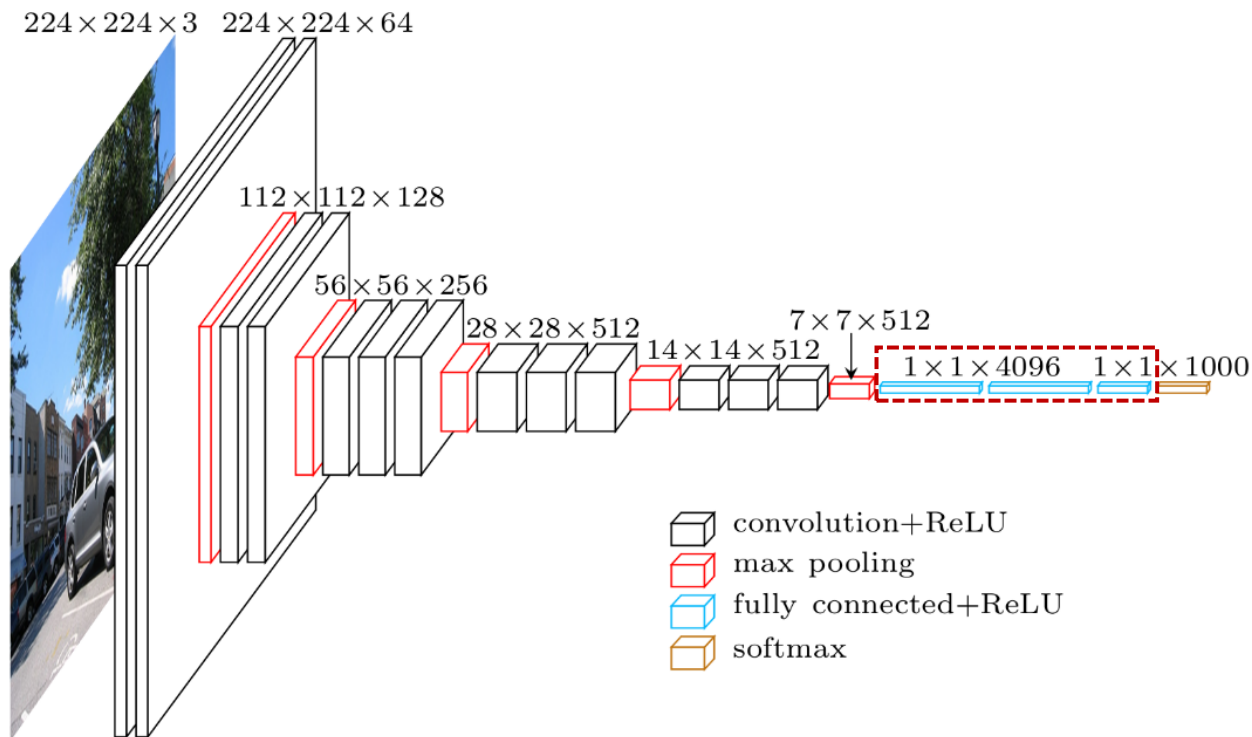 224×224×3
224×224×64
112×112×128
56×56×256
28×28×512
14×14×512
7×7×512
1×1×4096
1×1×1000
convolution+ReLU
max pooling
fully connected+ReLU
softmax